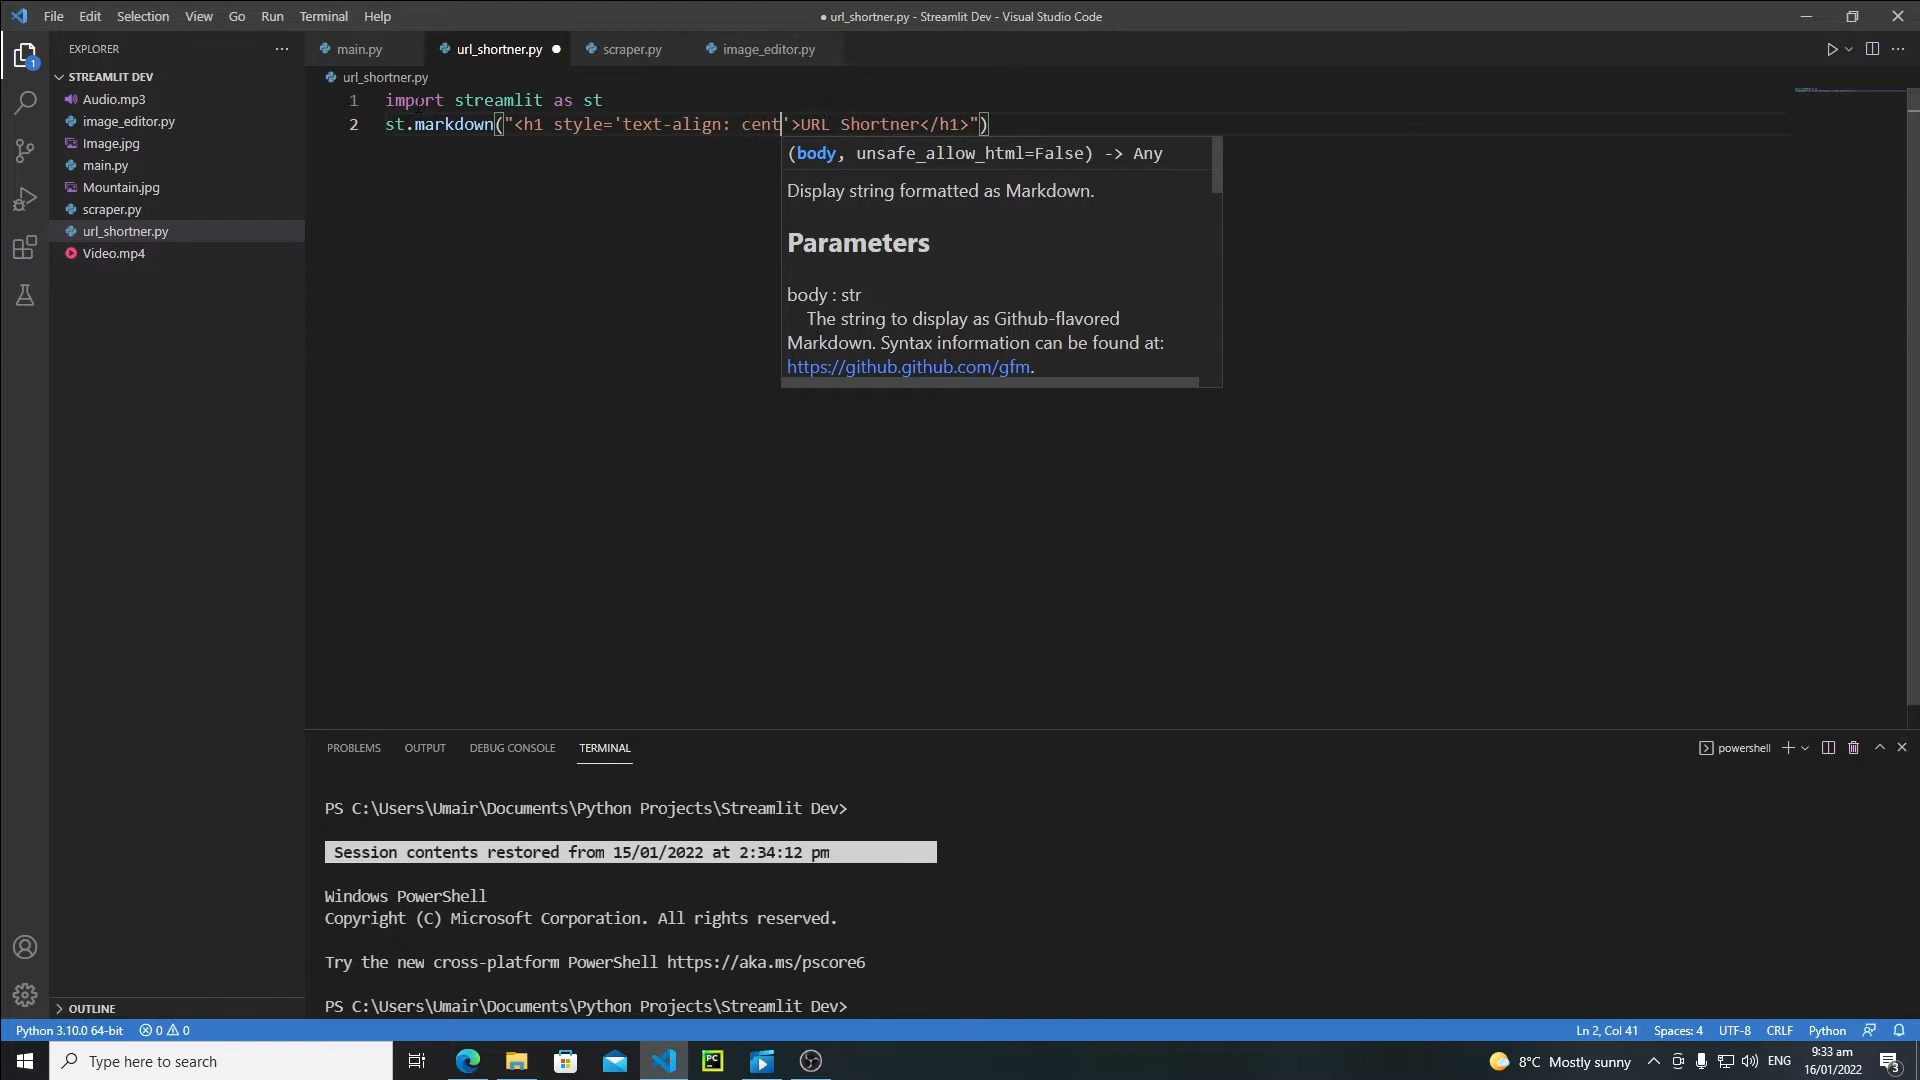 File Edit Selection View Go Run Terminal Help
● url_shortner.py - Streamlit Dev - Visual Studio Code
EXPLORER
STREAMLIT DEV
Audio.mp3
image_editor.py
Image.jpg
main.py
Mountain.jpg
scraper.py
url_shortner.py
Video.mp4
OUTLINE
1
main.py url_shortner.py ● scraper.py image_editor.py
url_shortner.py
1 import streamlit as st
2 st.markdown("<h1 style='text-align: cent'>URL Shortner</h1>")
(body, unsafe_allow_html=False) -> Any
Display string formatted as Markdown.
Parameters
body : str
The string to display as Github-flavored
Markdown. Syntax information can be found at:
https://github.github.com/gfm.
PROBLEMS OUTPUT DEBUG CONSOLE TERMINAL
powershell
PS C:\Users\Umair\Documents\Python Projects\Streamlit Dev>
Session contents restored from 15/01/2022 at 2:34:12 pm
Windows PowerShell
Copyright (C) Microsoft Corporation. All rights reserved.
Try the new cross-platform PowerShell https://aka.ms/pscore6
PS C:\Users\Umair\Documents\Python Projects\Streamlit Dev>
Python 3.10.0 64-bit 0 0
Ln 2, Col 41 Spaces: 4 UTF-8 CRLF Python
Type here to search
PC
8°C Mostly sunny
ENG
9:33 am
16/01/2022
3